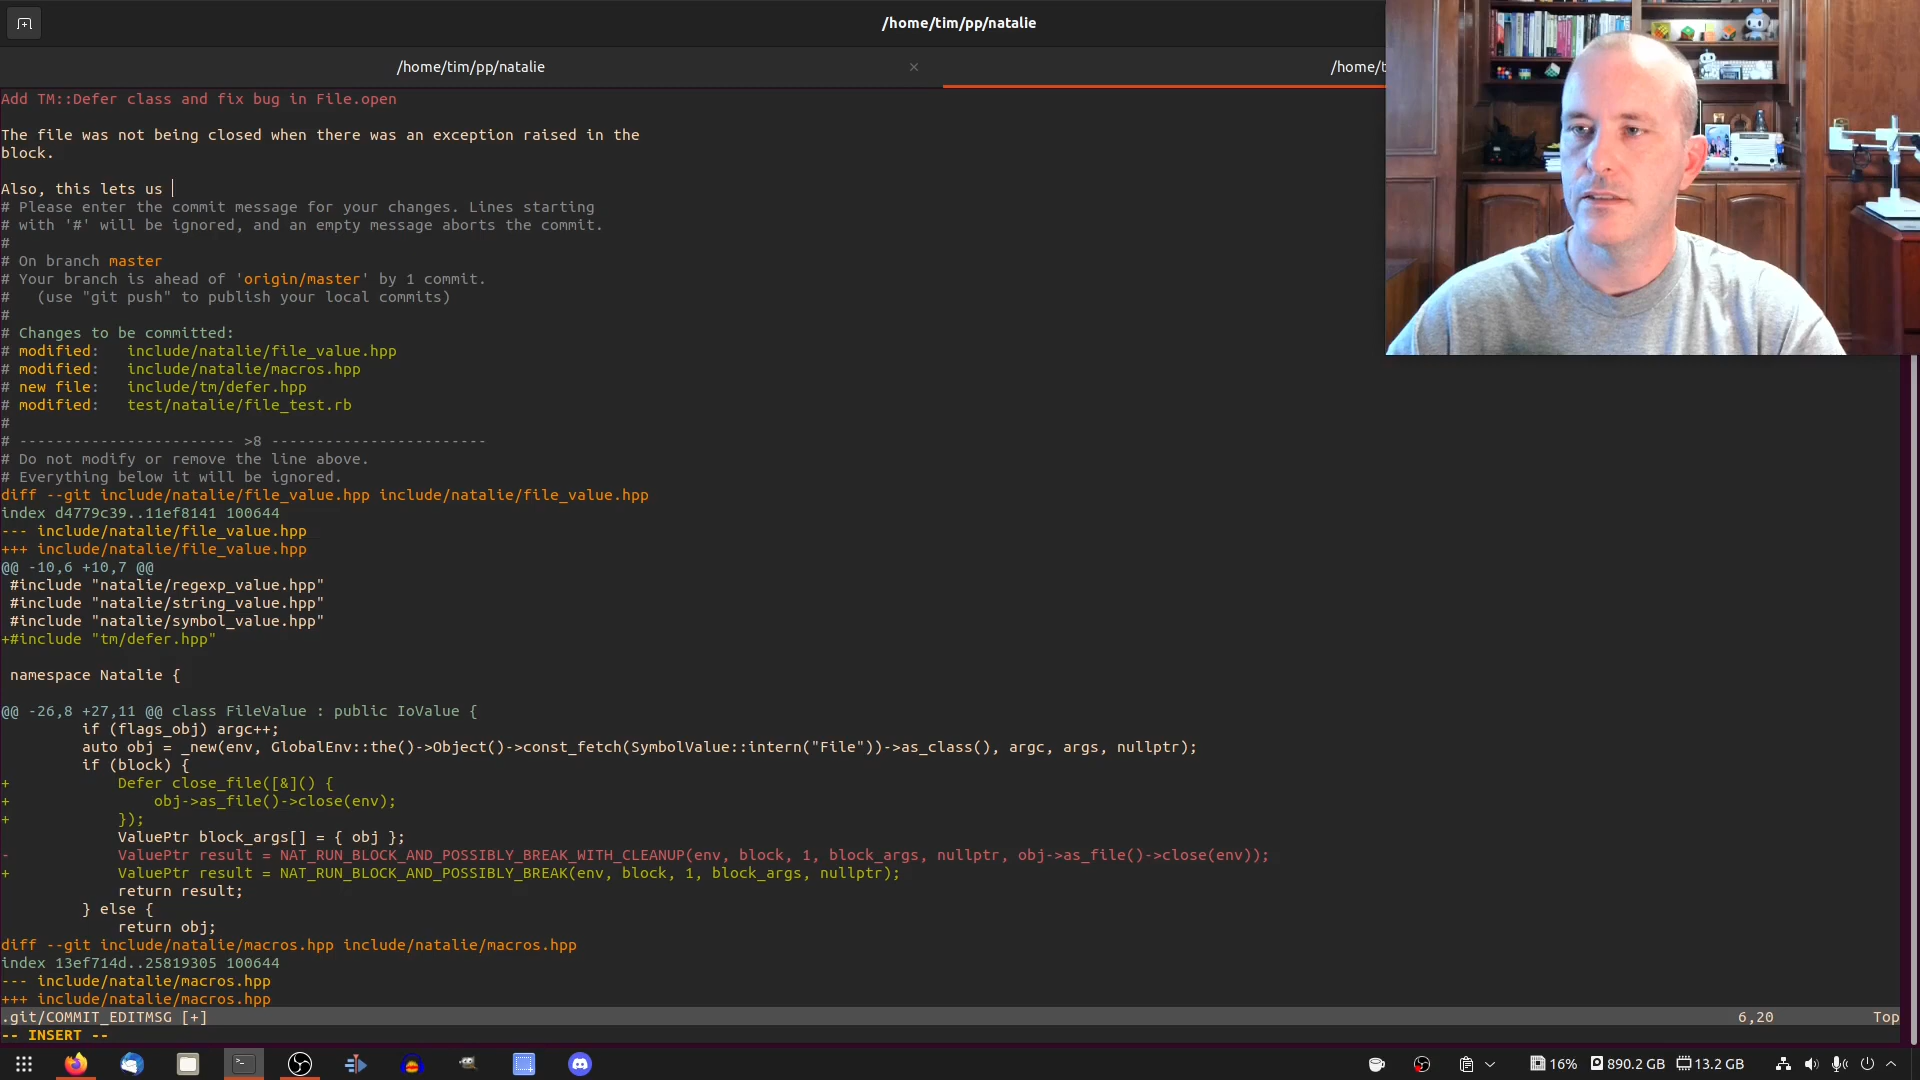 /home/tim/pp/natalie
/home/tim/pp/natalie
/home/t
Add TM::Defer class and fix bug in File.open
The file was not being closed when there was an exception raised in the
block.
Also, this lets us
# Please enter the commit message for your changes. Lines starting
# with '#' will be ignored, and an empty message aborts the commit.
#
# On branch master
# Your branch is ahead of 'origin/master' by 1 commit.
#   (use "git push" to publish your local commits)
#
# Changes to be committed:
# modified:   include/natalie/file_value.hpp
# modified:   include/natalie/macros.hpp
# new file:   include/tm/defer.hpp
# modified:   test/natalie/file_test.rb
#
# ------------------------ >8 ------------------------
# Do not modify or remove the line above.
# Everything below it will be ignored.
diff --git include/natalie/file_value.hpp include/natalie/file_value.hpp
index d4779c39..11ef8141 100644
--- include/natalie/file_value.hpp
+++ include/natalie/file_value.hpp
@@ -10,6 +10,7 @@
 #include "natalie/regexp_value.hpp"
 #include "natalie/string_value.hpp"
 #include "natalie/symbol_value.hpp"
+#include "tm/defer.hpp"
 namespace Natalie {
@@ -26,8 +27,11 @@ class FileValue : public IoValue {
         if (flags_obj) argc++;
         auto obj = _new(env, GlobalEnv::the()->Object()->const_fetch(SymbolValue::intern("File"))->as_class(), argc, args, nullptr);
         if (block) {
+            Defer close_file([&]() {
+                obj->as_file()->close(env);
+            });
             ValuePtr block_args[] = { obj };
-            ValuePtr result = NAT_RUN_BLOCK_AND_POSSIBLY_BREAK_WITH_CLEANUP(env, block, 1, block_args, nullptr, obj->as_file()->close(env));
+            ValuePtr result = NAT_RUN_BLOCK_AND_POSSIBLY_BREAK(env, block, 1, block_args, nullptr);
             return result;
         } else {
             return obj;
diff --git include/natalie/macros.hpp include/natalie/macros.hpp
index 13ef714d..25819305 100644
--- include/natalie/macros.hpp
+++ include/natalie/macros.hpp
.git/COMMIT_EDITMSG [+] 6,20 Top
-- INSERT --
16% 890.2 GB 13.2 GB